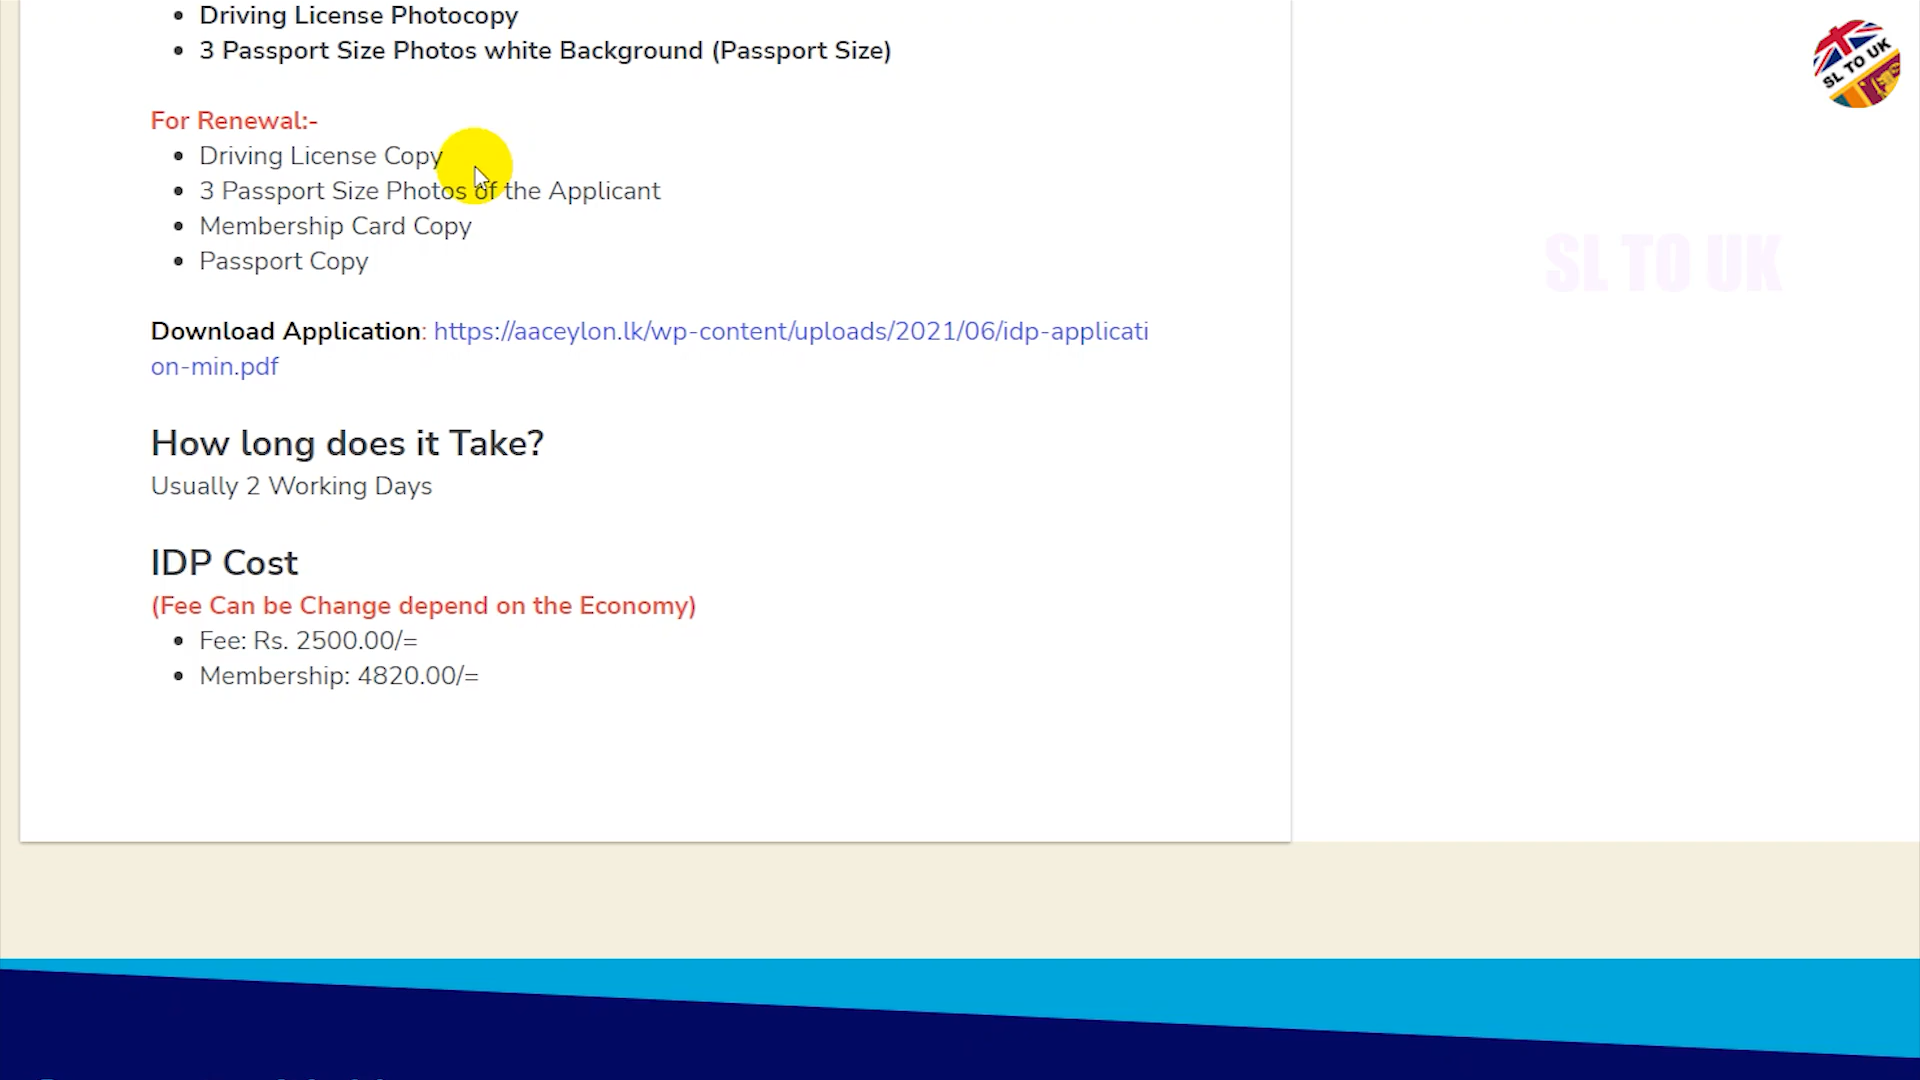 Driving License Photocopy
3 Passport Size Photos white Background (Passport Size)
SL TO UK
For Renewal:-
Driving License Copy
3 Passport Size Photos of the Applicant
Membership Card Copy
Passport Copy
SL TO UK
Download Application: https://aaceylon.lk/wp-content/uploads/2021/06/idp-applicati
on-min.pdf
How long does it Take?
Usually 2 Working Days
IDP Cost
(Fee Can be Change depend on the Economy)
Fee: Rs. 2500.00/=
Membership: 4820.00/=